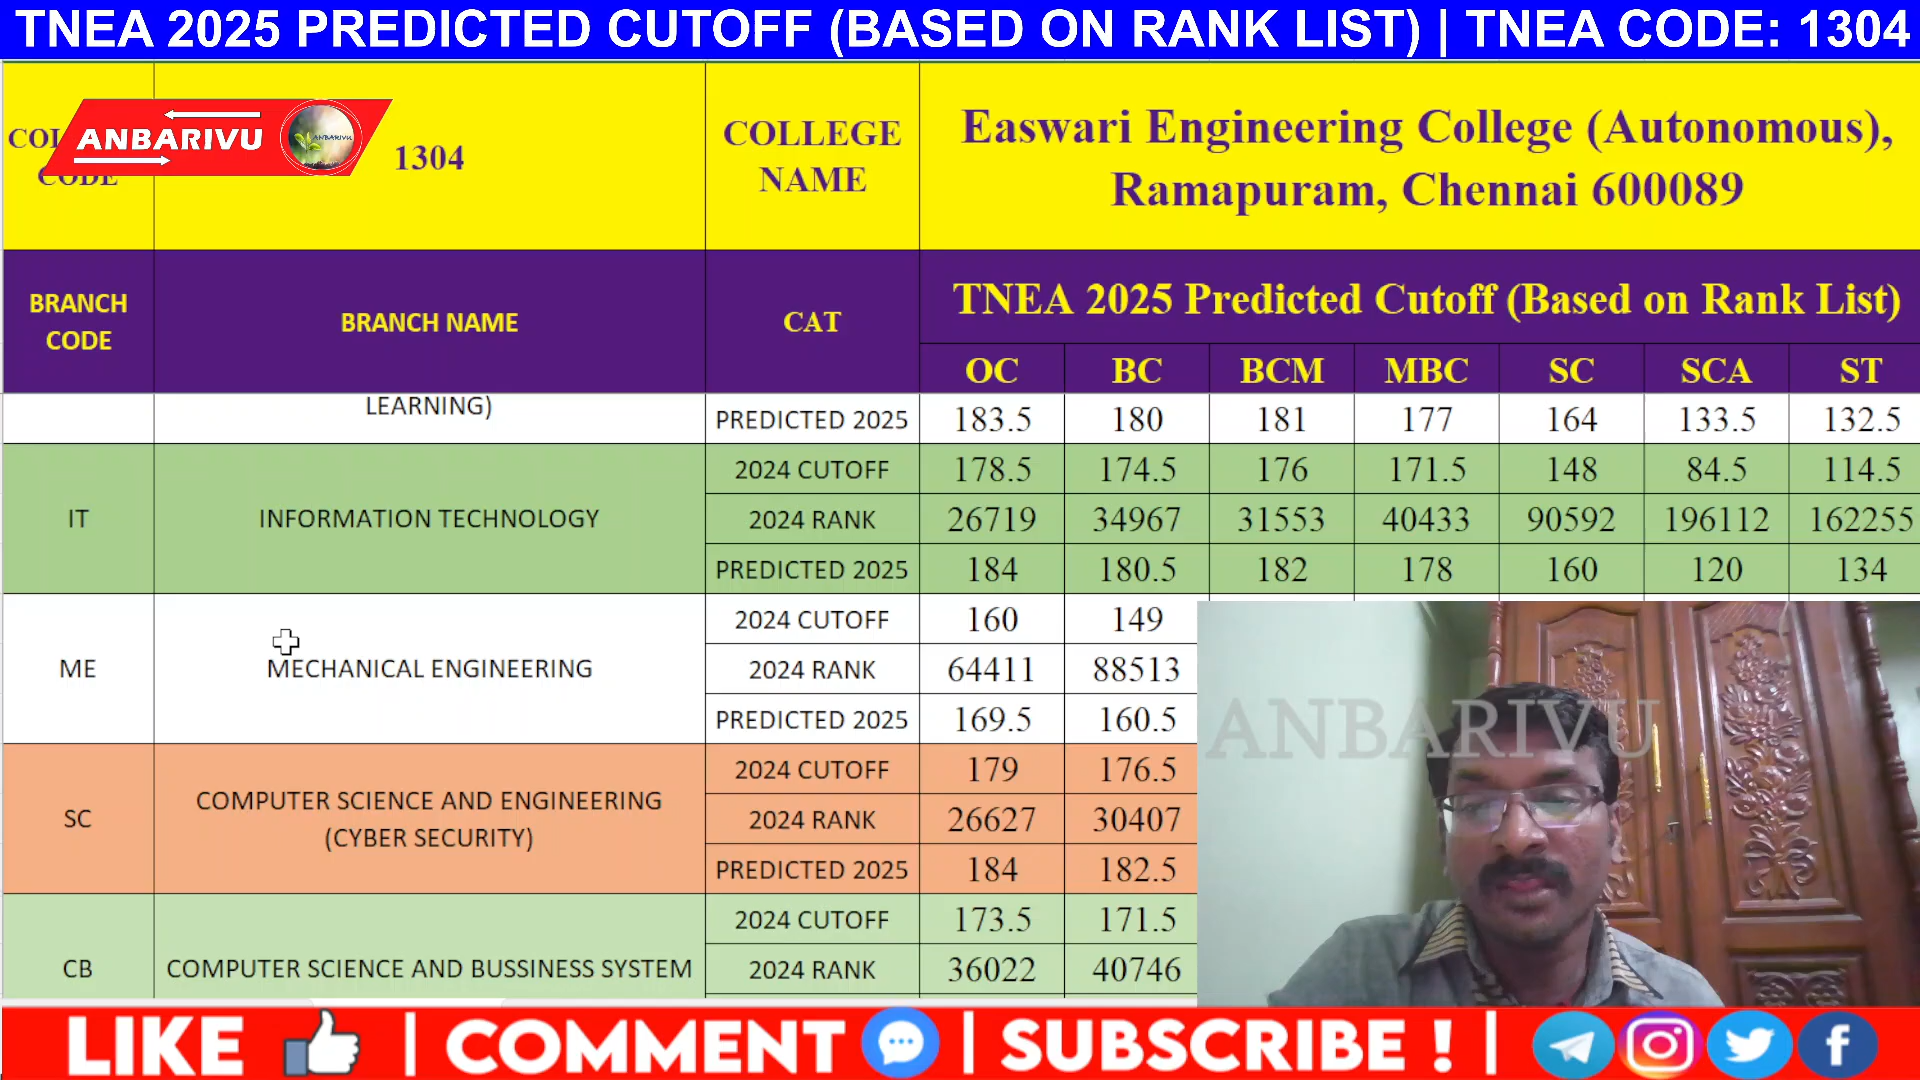 TNEA 2025 PREDICTED CUTOFF (BASED ON RANK LIST) | TNEA CODE: 1304
ANBARIVU
ANBARIVU
CODE
1304
COLLEGE
NAME
Easwari Engineering College (Autonomous),
Ramapuram, Chennai 600089
BRANCH
CODE
BRANCH NAME
CAT
TNEA 2025 Predicted Cutoff (Based on Rank List)
OC BC BCM MBC SC SCA ST
LEARNING)
PREDICTED 2025 183.5 180 181 177 164 133.5 132.5
IT
INFORMATION TECHNOLOGY
2024 CUTOFF 178.5 174.5 176 171.5 148 84.5 114.5
2024 RANK 26719 34967 31553 40433 90592 196112 162255
PREDICTED 2025 184 180.5 182 178 160 120 134
ME
MECHANICAL ENGINEERING
2024 CUTOFF 160 149
2024 RANK 64411 88513
PREDICTED 2025 169.5 160.5
SC
COMPUTER SCIENCE AND ENGINEERING
(CYBER SECURITY)
2024 CUTOFF 179 176.5
2024 RANK 26627 30407
PREDICTED 2025 184 182.5
CB
COMPUTER SCIENCE AND BUSSINESS SYSTEM
2024 CUTOFF 173.5 171.5
2024 RANK 36022 40746
ANBARIVU
LIKE | COMMENT | SUBSCRIBE ! |